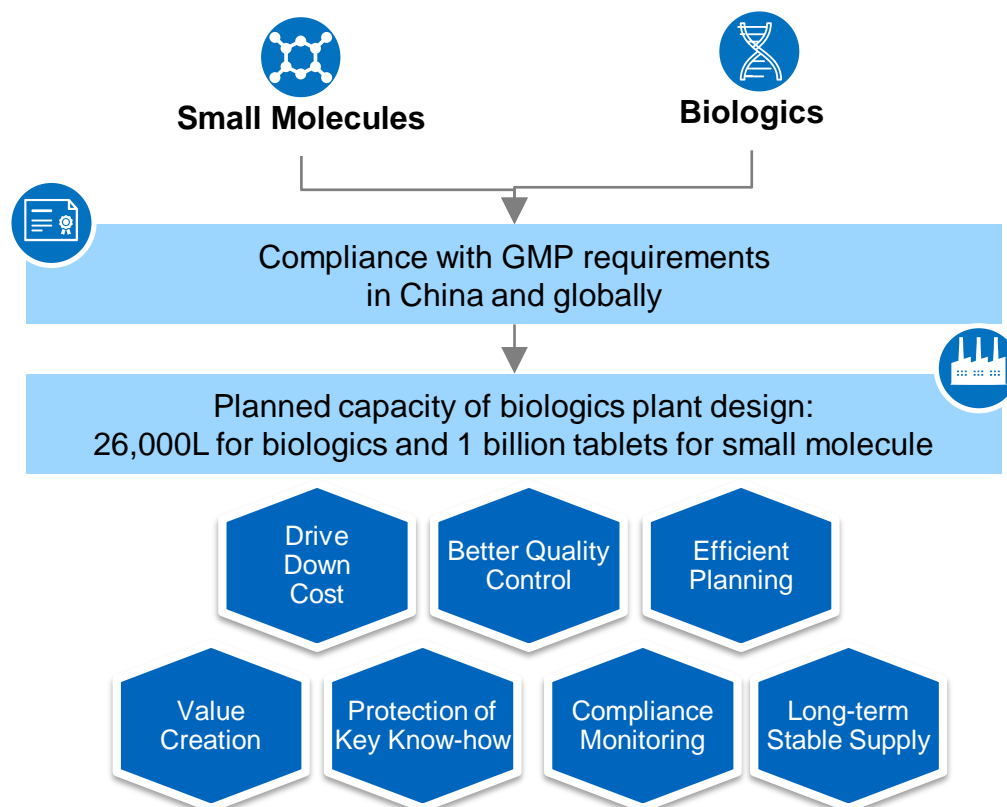 Small Molecules
Biologics
Compliance with GMP requirements
in China and globally
Planned capacity of biologics plant design:
26,000L for biologics and 1 billion tablets for small molecule
Drive
Down
Cost
Better Quality
Control
Efficient
Planning
Value
Creation
Protection of
Key Know-how
Compliance
Monitoring
Long-term
Stable Supply